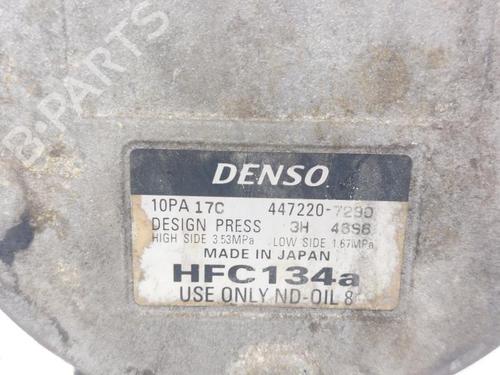 B-PARTS
DENSO
10PA 17C 447220-7290
DESIGN PRESS 3H 4696
HIGH SIDE 3.53MPa LOW SIDE 1.67MPa
MADE IN JAPAN
HFC134a
USE ONLY ND-OIL 8